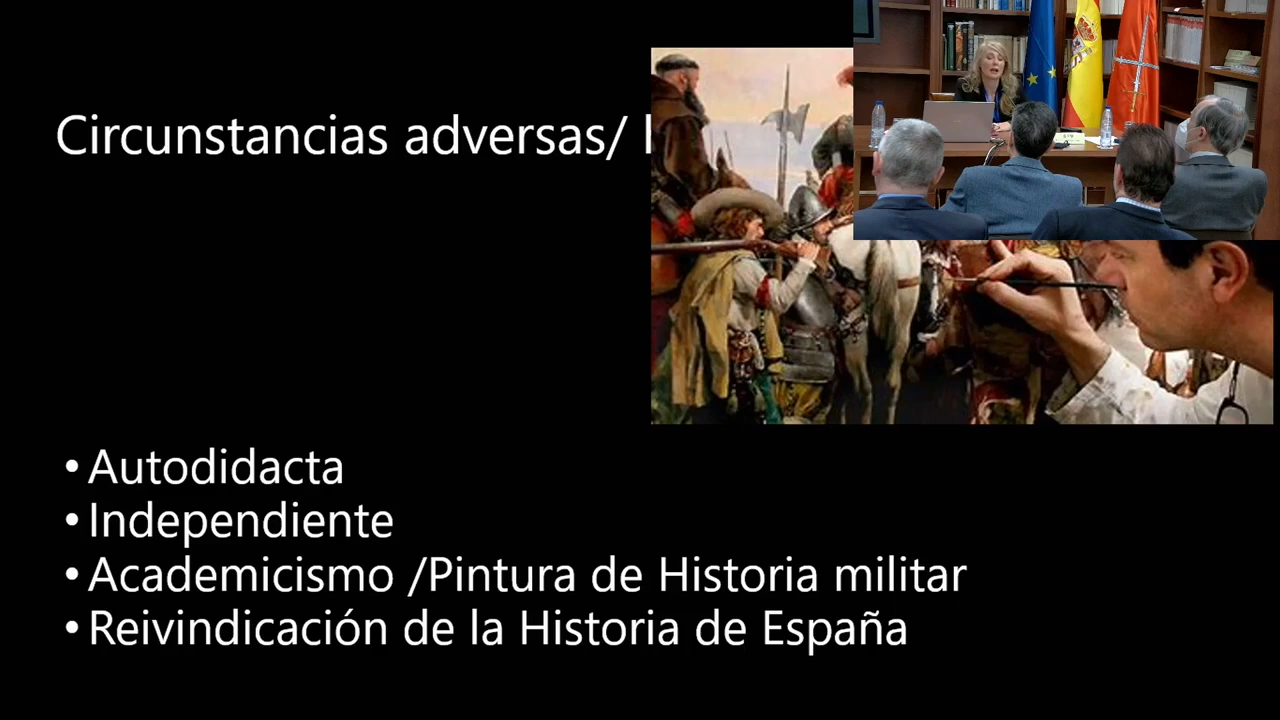 Circunstancias adversas/
• Autodidacta
• Independiente
• Academicismo /Pintura de Historia militar
• Reivindicación de la Historia de España